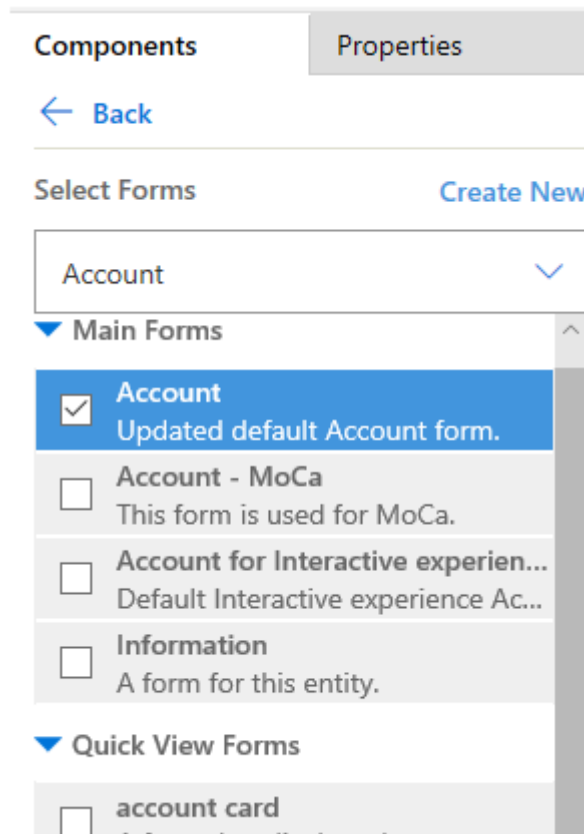 Components Properties
Back
Select Forms Create New
Account
Main Forms
Account
Updated default Account form.
Account - MoCa
This form is used for MoCa.
Account for Interactive experien...
Default Interactive experience Ac...
Information
A form for this entity.
Quick View Forms
account card